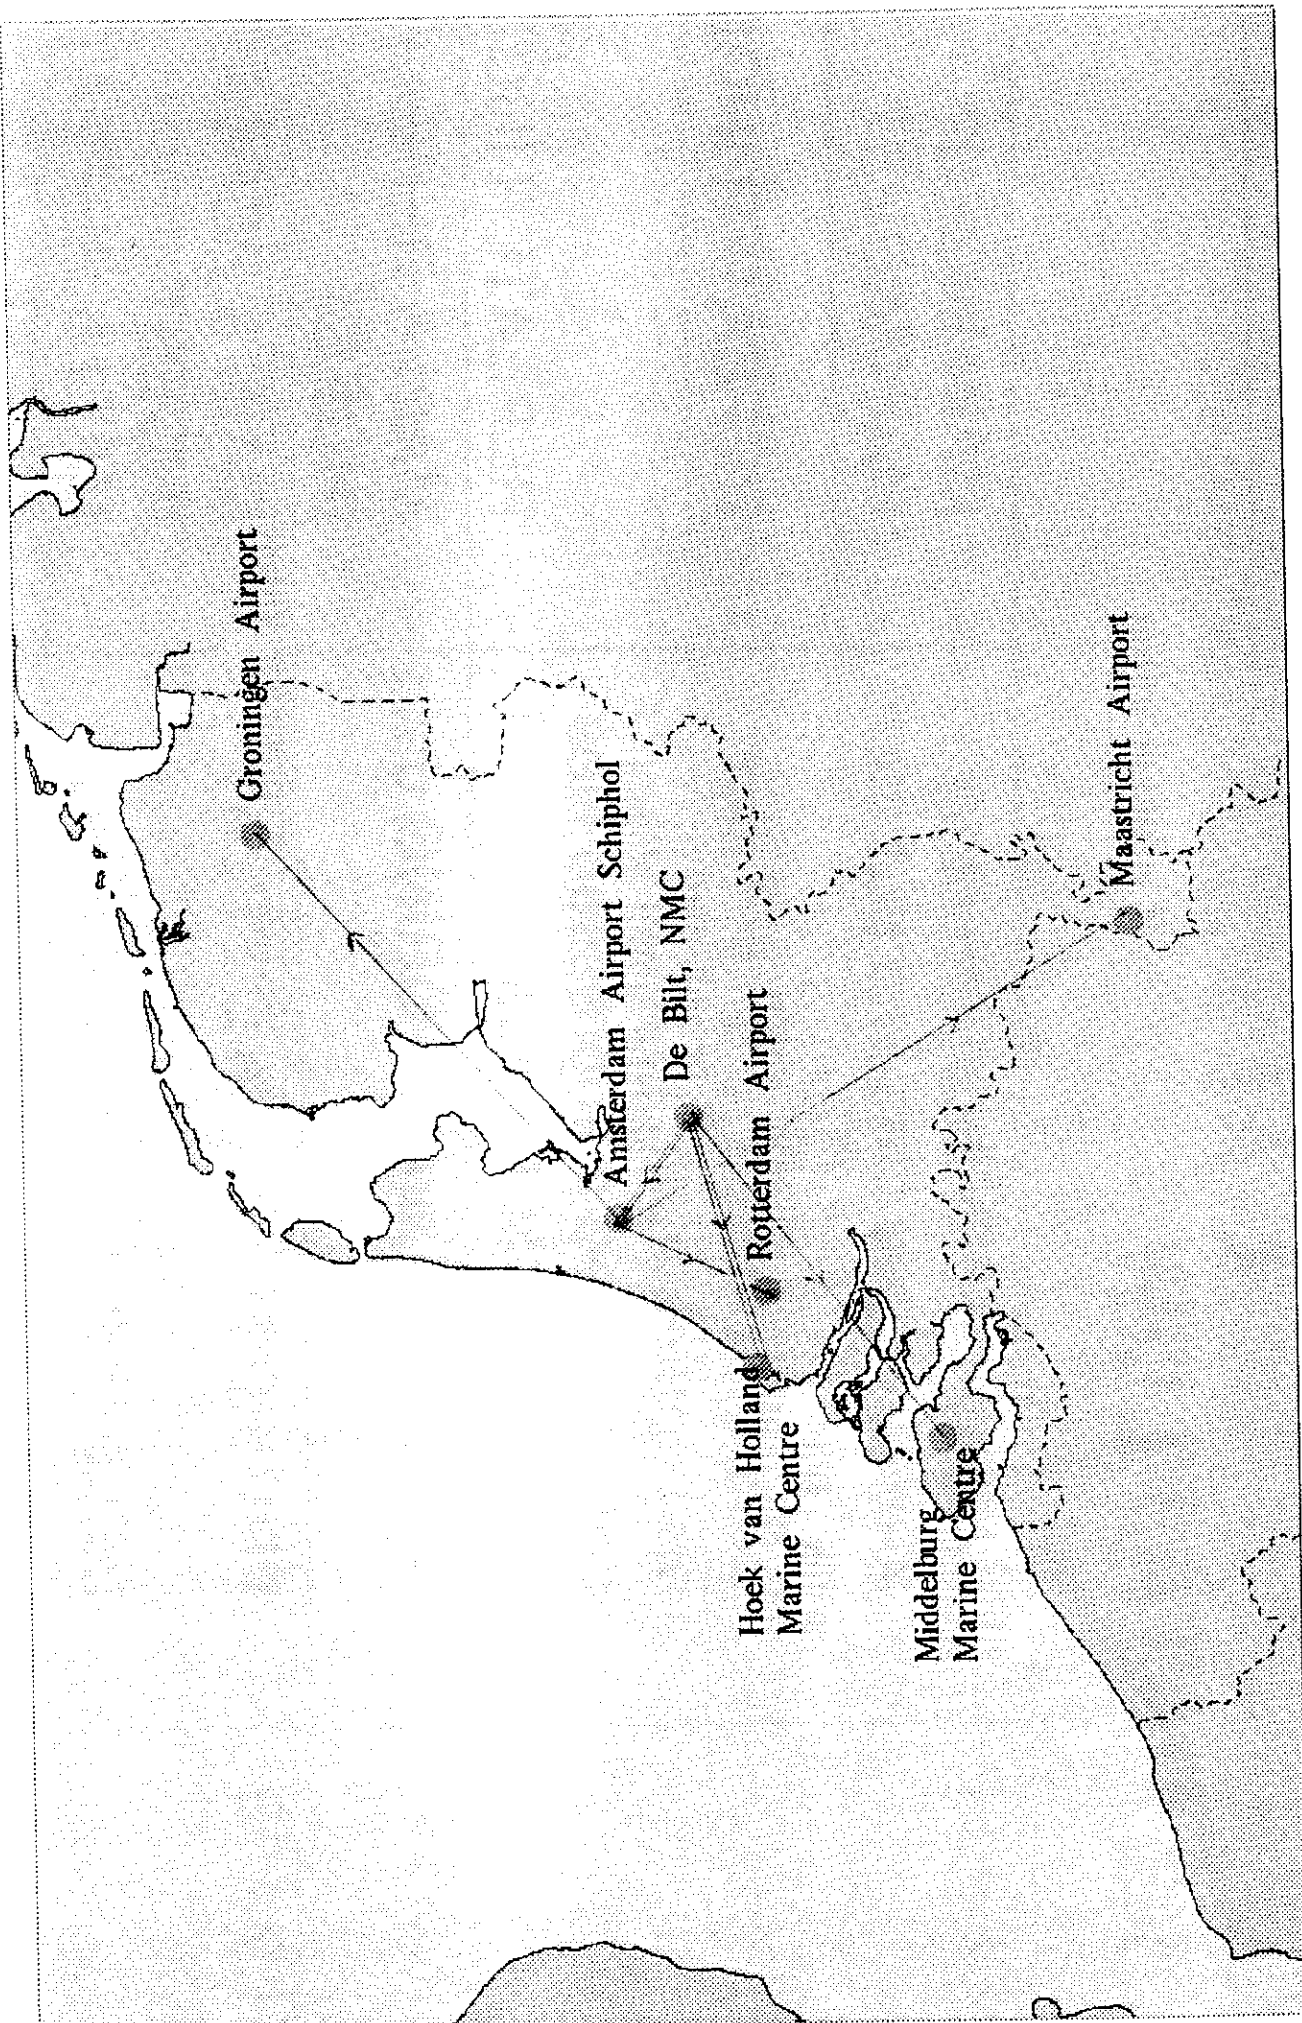 Groningen Airport
Amsterdam Airport Schiphol
De Bilt, NMC
Rotterdam Airport
Hoek van Holland
Marine Centre
Middelburg
Marine Centre
Maastricht Airport